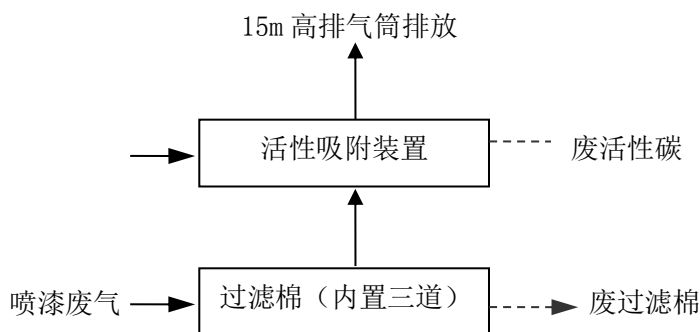 15m 高排气筒排放
活性吸附装置
废活性碳
喷漆废气
过滤棉（内置三道）
废过滤棉